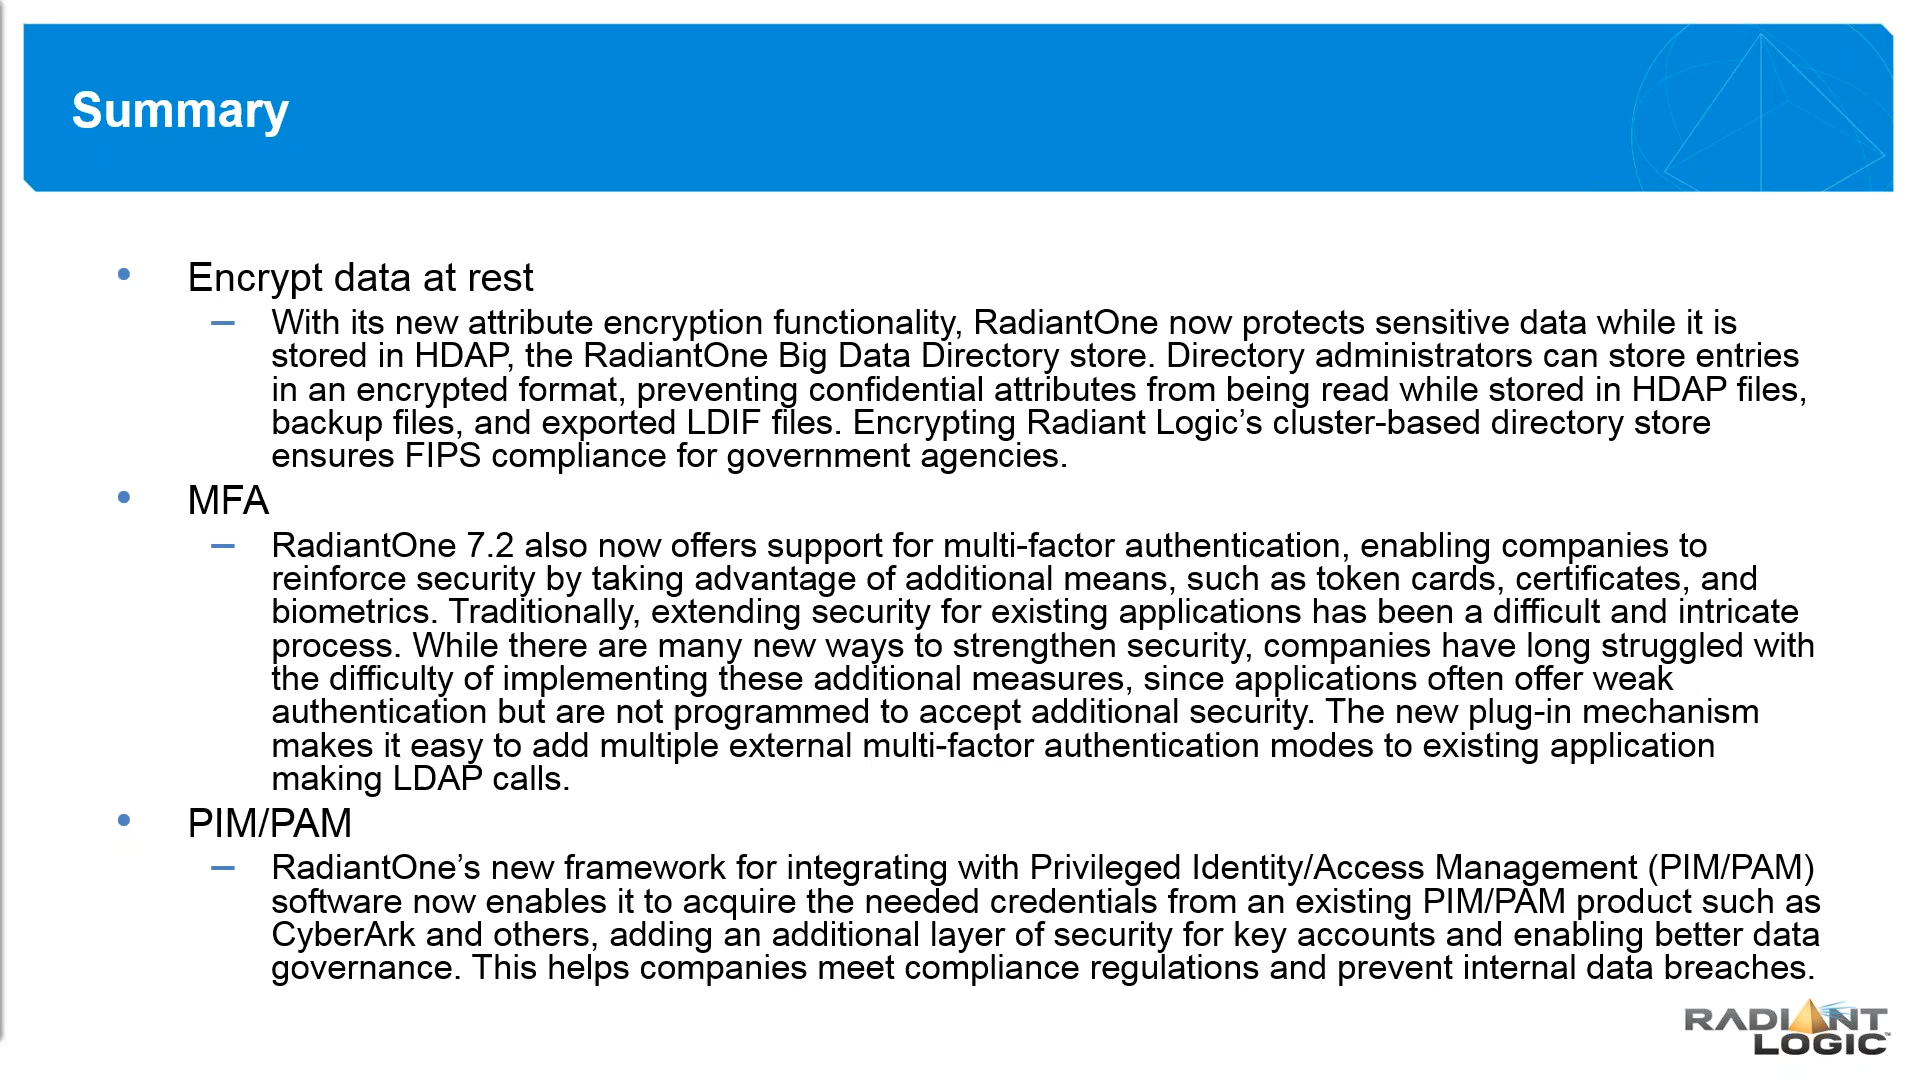 Summary
• Encrypt data at rest
– With its new attribute encryption functionality, RadiantOne now protects sensitive data while it is
stored in HDAP, the RadiantOne Big Data Directory store. Directory administrators can store entries
in an encrypted format, preventing confidential attributes from being read while stored in HDAP files,
backup files, and exported LDIF files. Encrypting Radiant Logic’s cluster-based directory store
ensures FIPS compliance for government agencies.
• MFA
– RadiantOne 7.2 also now offers support for multi-factor authentication, enabling companies to
reinforce security by taking advantage of additional means, such as token cards, certificates, and
biometrics. Traditionally, extending security for existing applications has been a difficult and intricate
process. While there are many new ways to strengthen security, companies have long struggled with
the difficulty of implementing these additional measures, since applications often offer weak
authentication but are not programmed to accept additional security. The new plug-in mechanism
makes it easy to add multiple external multi-factor authentication modes to existing application
making LDAP calls.
• PIM/PAM
– RadiantOne’s new framework for integrating with Privileged Identity/Access Management (PIM/PAM)
software now enables it to acquire the needed credentials from an existing PIM/PAM product such as
CyberArk and others, adding an additional layer of security for key accounts and enabling better data
governance. This helps companies meet compliance regulations and prevent internal data breaches.
RADIANT
LOGIC™